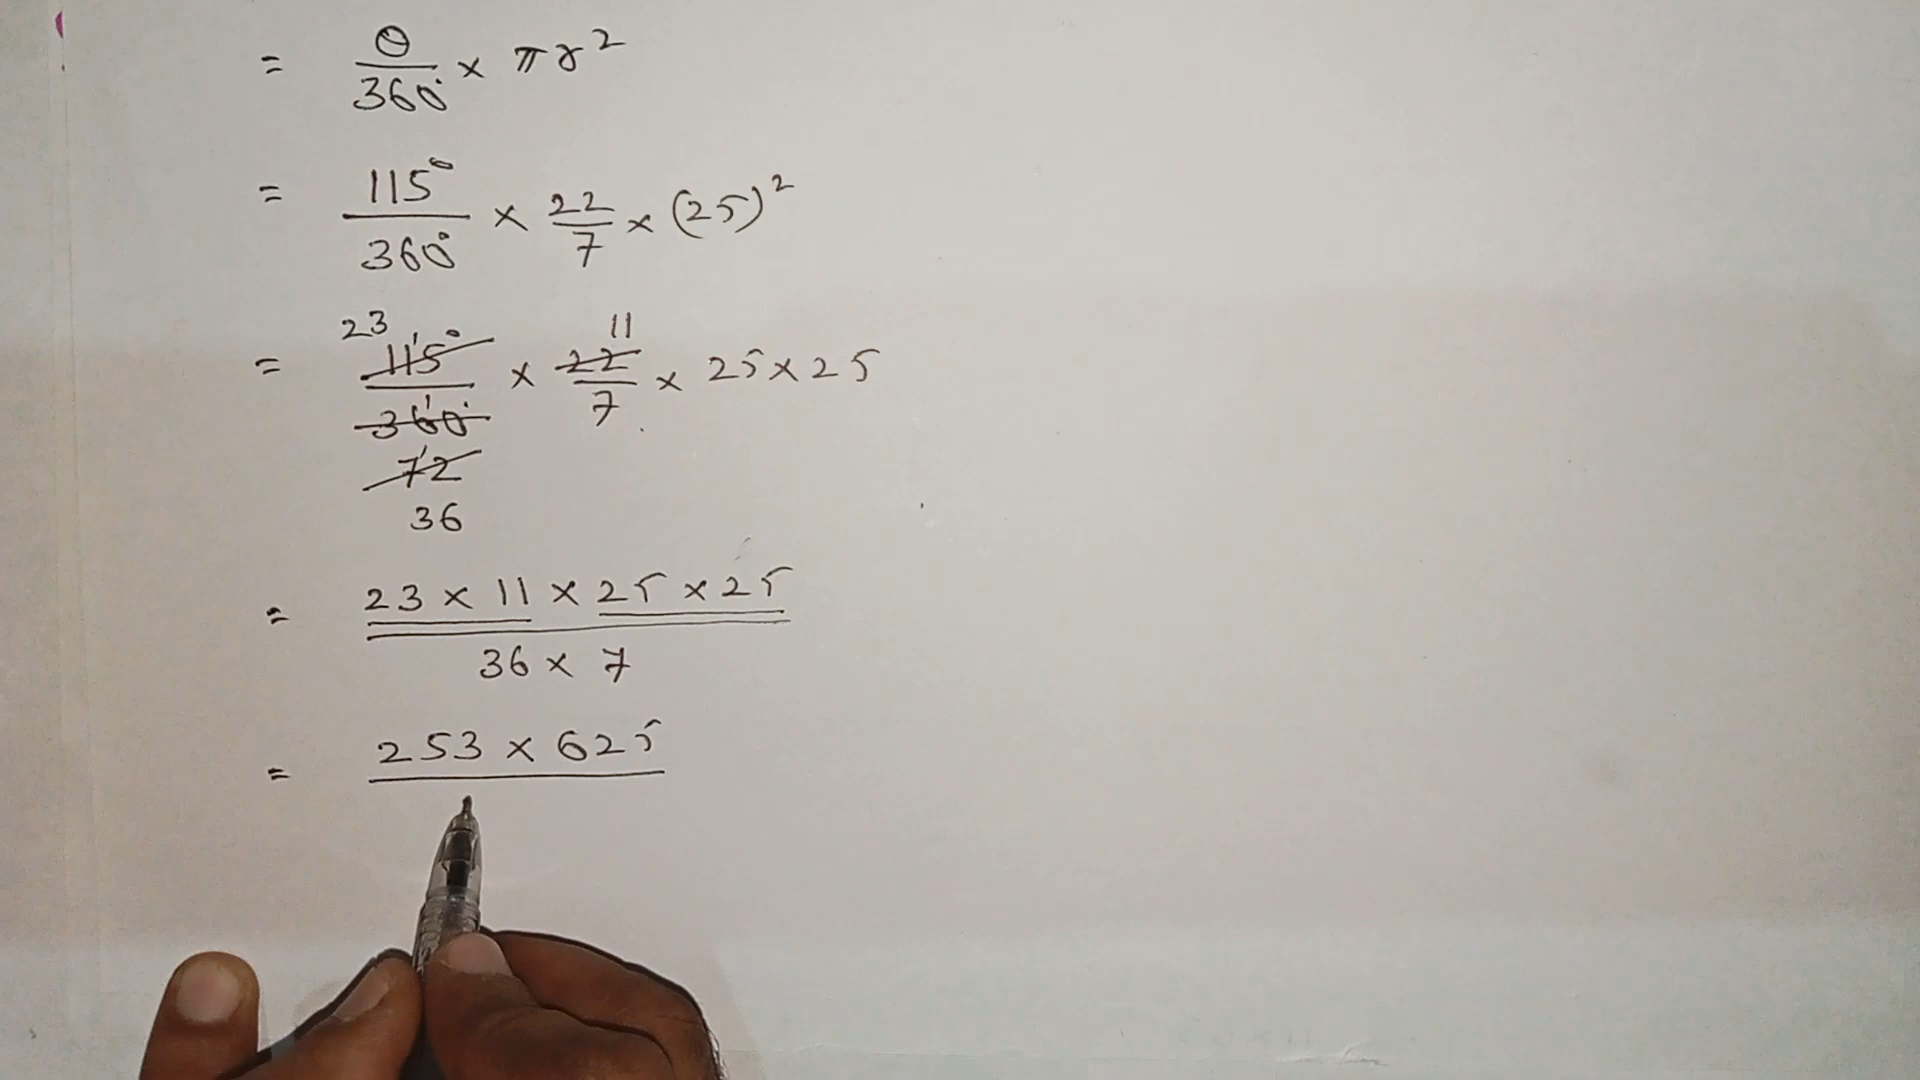 = θ/360° × πr²
= 115°/360° × 22/7 × (25)²
= 23 115°/360° 72 36 × 11 22/7 × 25 × 25
= 23 × 11 × 25 × 25 / 36 × 7
= 253 × 625